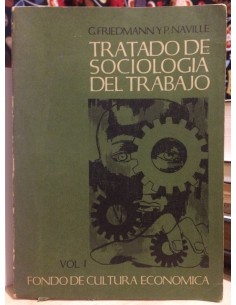 G. FRIEDMANN Y P. NAVILLE
TRATADO DE
SOCIOLOGIA
DEL TRABAJO
VOL. I
FONDO DE CULTURA ECONOMICA